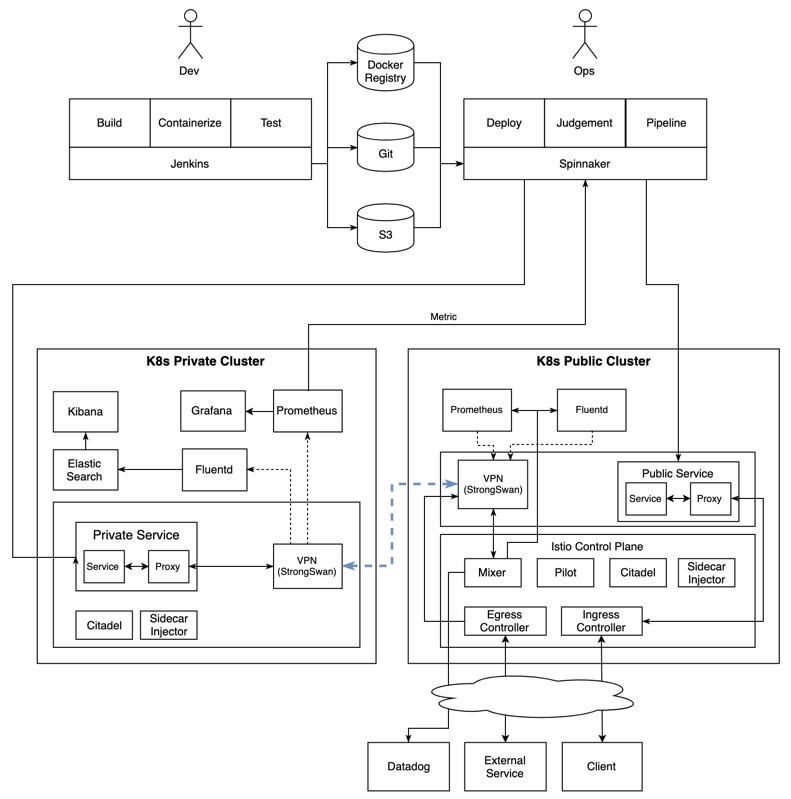 Dev
Ops
Docker
Registry
Build
Containerize
Test
Jenkins
Git
S3
Deploy
Judgement
Pipeline
Spinnaker
Metric
K8s Private Cluster
Kibana
Grafana
Prometheus
Elastic
Search
Fluentd
Private Service
Service
Proxy
VPN
(StrongSwan)
Citadel
Sidecar
Injector
K8s Public Cluster
Prometheus
Fluentd
VPN
(StrongSwan)
Public Service
Service
Proxy
Istio Control Plane
Mixer
Pilot
Citadel
Sidecar
Injector
Egress
Controller
Ingress
Controller
Datadog
External
Service
Client